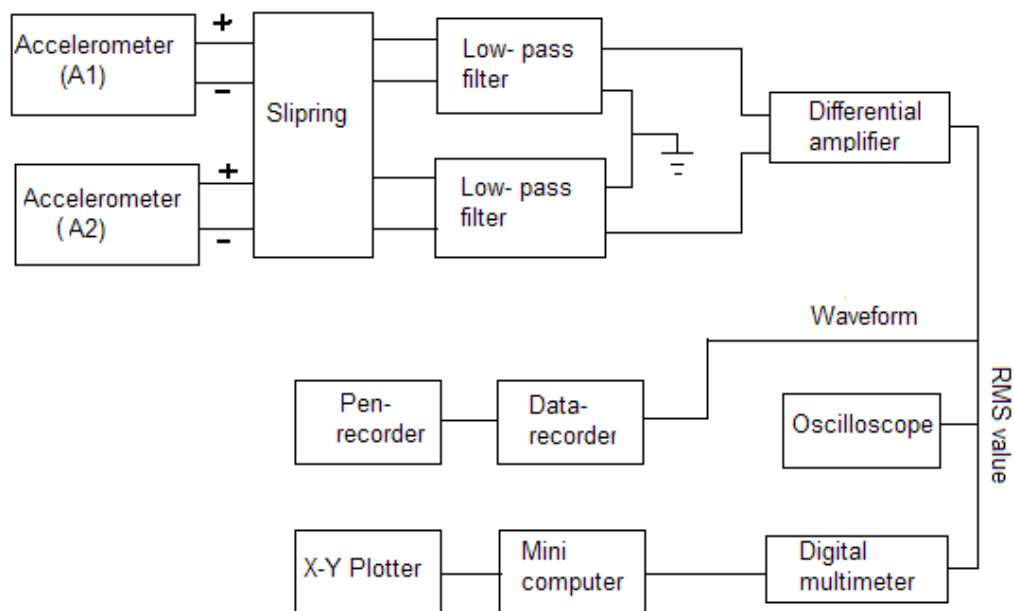 Accelerometer
(A1)
+
−
Slipring
Low- pass
filter
Differential
amplifier
Accelerometer
(A2)
+
−
Low- pass
filter
Waveform
RMS value
Pen-
recorder
Data-
recorder
Oscilloscope
X-Y Plotter
Mini
computer
Digital
multimeter